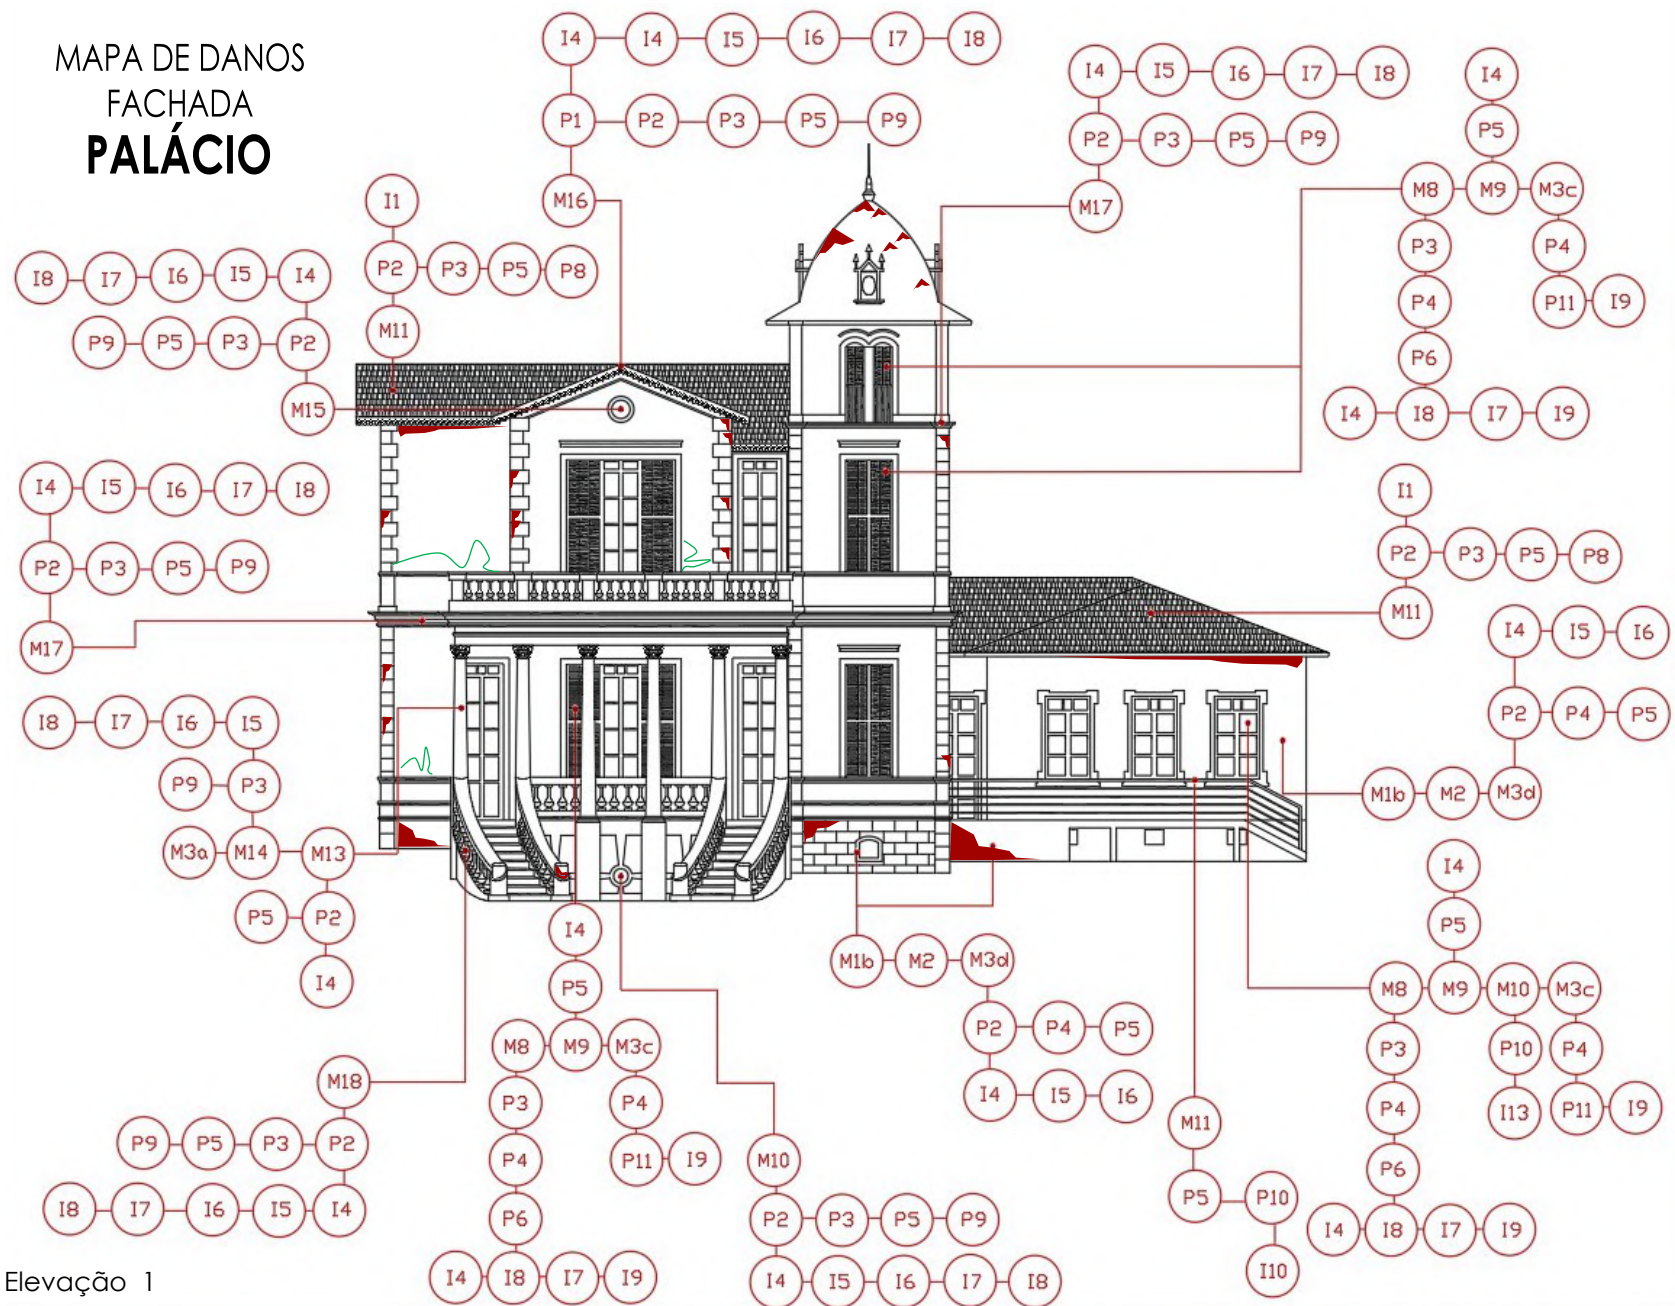 MAPA DE DANOS
FACHADA
PALÁCIO
I4 I4 I5 I6 I7 I8
P1 P2 P3 P5 P9
M16
I4 I5 I6 I7 I8
P2 P3 P5 P9
M17
I4
P5
M8 M9 M3c
P3 P4
P4 P11 I9
P6
I4 I8 I7 I9
I1
P2 P3 P5 P8
M11
I8 I7 I6 I5 I4
P9 P5 P3 P2
M15
I4 I5 I6 I7 I8
P2 P3 P5 P9
M17
I1
P2 P3 P5 P8
M11
I4 I5 I6
P2 P4 P5
M1b M2 M3d
I8 I7 I6 I5
P9 P3
M3a M14 M13
P5 P2
I4
I4
P5
M8 M9 M3c
P3 P4
P4 P11 I9
P6
I4 I8 I7 I9
M1b M2 M3d
P2 P4 P5
I4 I5 I6
I4
P5
M8 M9 M10 M3c
P3 P10 P4
P4 I13 P11 I9
P6
I4 I8 I7 I9
M18
P9 P5 P3 P2
I8 I7 I6 I5 I4
M10
P2 P3 P5 P9
I4 I5 I6 I7 I8
M11
P5 P10
I10
Elevação 1